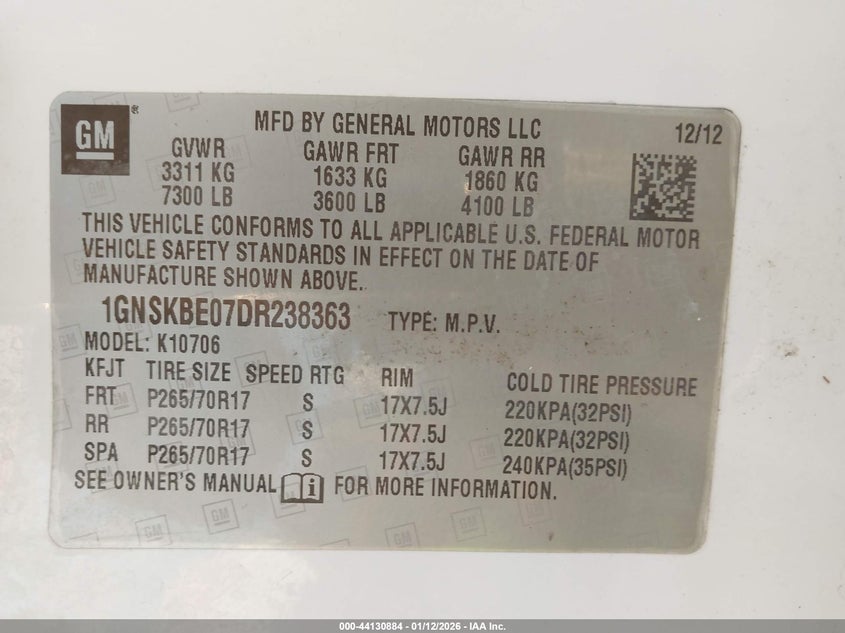 GM
MFD BY GENERAL MOTORS LLC 12/12
GVWR GAWR FRT GAWR RR
3311 KG 1633 KG 1860 KG
7300 LB 3600 LB 4100 LB
THIS VEHICLE CONFORMS TO ALL APPLICABLE U.S. FEDERAL MOTOR
VEHICLE SAFETY STANDARDS IN EFFECT ON THE DATE OF
MANUFACTURE SHOWN ABOVE.
1GNSKBE07DR238363 TYPE: M.P.V.
MODEL: K10706
KFJT TIRE SIZE SPEED RTG RIM COLD TIRE PRESSURE
FRT P265/70R17 S 17X7.5J 220KPA(32PSI)
RR P265/70R17 S 17X7.5J 220KPA(32PSI)
SPA P265/70R17 S 17X7.5J 240KPA(35PSI)
SEE OWNER'S MANUAL i FOR MORE INFORMATION.
000-44130884 - 01/12/2026 - IAA Inc.